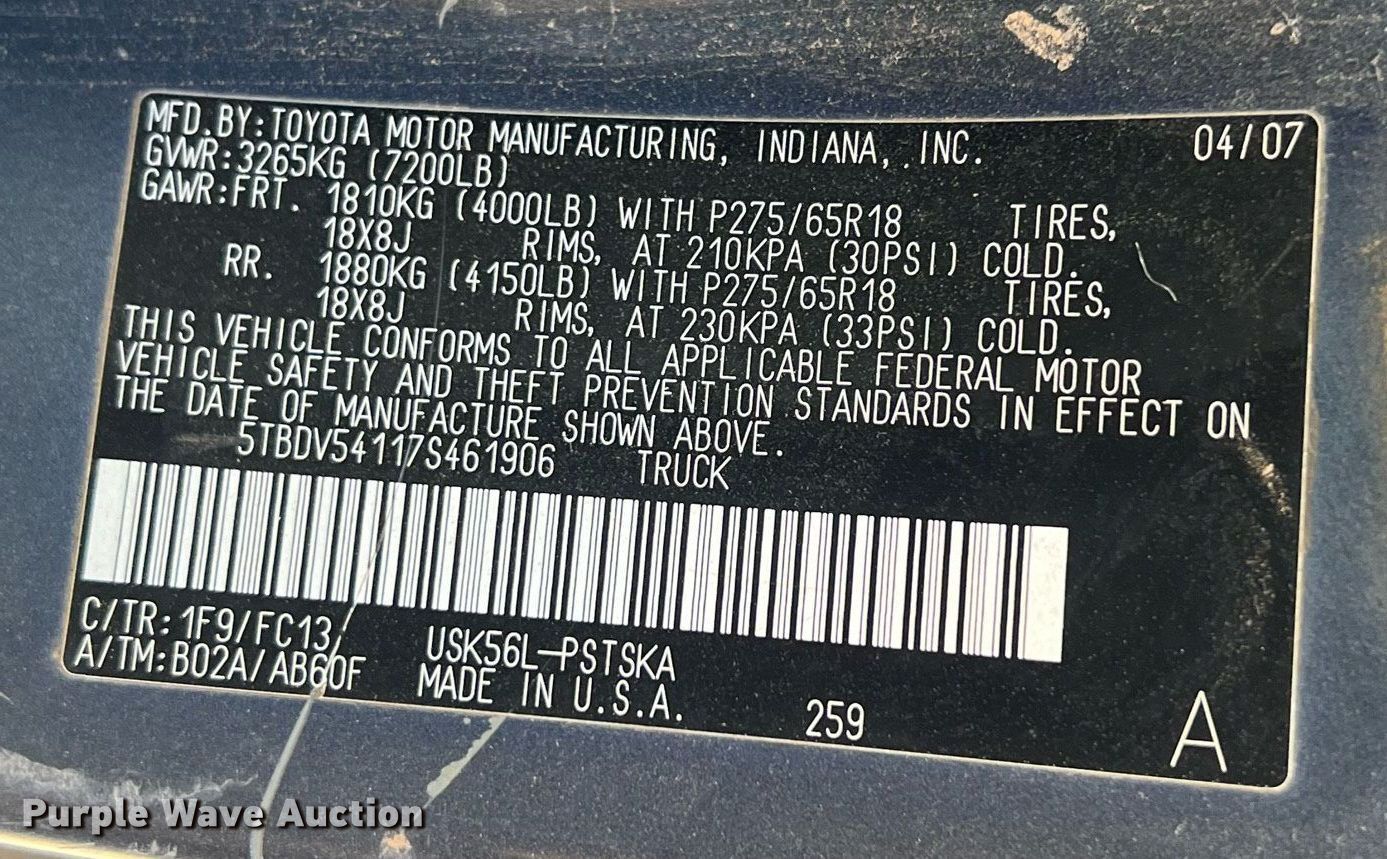 MFD.BY:TOYOTA MOTOR MANUFACTURING, INDIANA, INC. 04/07
GVWR:3265KG (7200LB)
GAWR:FRT. 1810KG (4000LB) WITH P275/65R18 TIRES,
18X8J RIMS, AT 210KPA (30PSI) COLD.
RR. 1880KG (4150LB) WITH P275/65R18 TIRES,
18X8J RIMS, AT 230KPA (33PSI) COLD.
THIS VEHICLE CONFORMS TO ALL APPLICABLE FEDERAL MOTOR
VEHICLE SAFETY AND THEFT PREVENTION STANDARDS IN EFFECT ON
THE DATE OF MANUFACTURE SHOWN ABOVE.
5TBDV54117S461906 TRUCK
C/TR:1F9/FC13/ USK56L-PSTSKA
A/TM:B02A/AB60F MADE IN U.S.A. 259 A
Purple Wave Auction